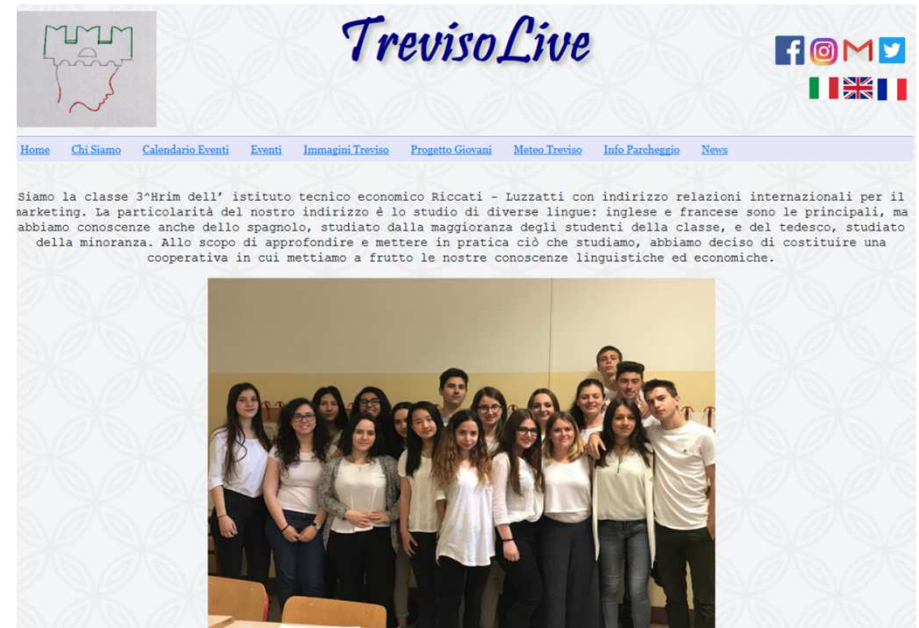 TrevisoLive
Home Chi Siamo Calendario Eventi Eventi Immagini Treviso Progetto Giovani Meteo Treviso Info Parcheggio News
Siamo la classe 3^Hrim dell’ istituto tecnico economico Riccati – Luzzatti con indirizzo relazioni internazionali per il
marketing. La particolarità del nostro indirizzo è lo studio di diverse lingue: inglese e francese sono le principali, ma
abbiamo conoscenze anche dello spagnolo, studiato dalla maggioranza degli studenti della classe, e del tedesco, studiato
della minoranza. Allo scopo di approfondire e mettere in pratica ciò che studiamo, abbiamo deciso di costituire una
cooperativa in cui mettiamo a frutto le nostre conoscenze linguistiche ed economiche.